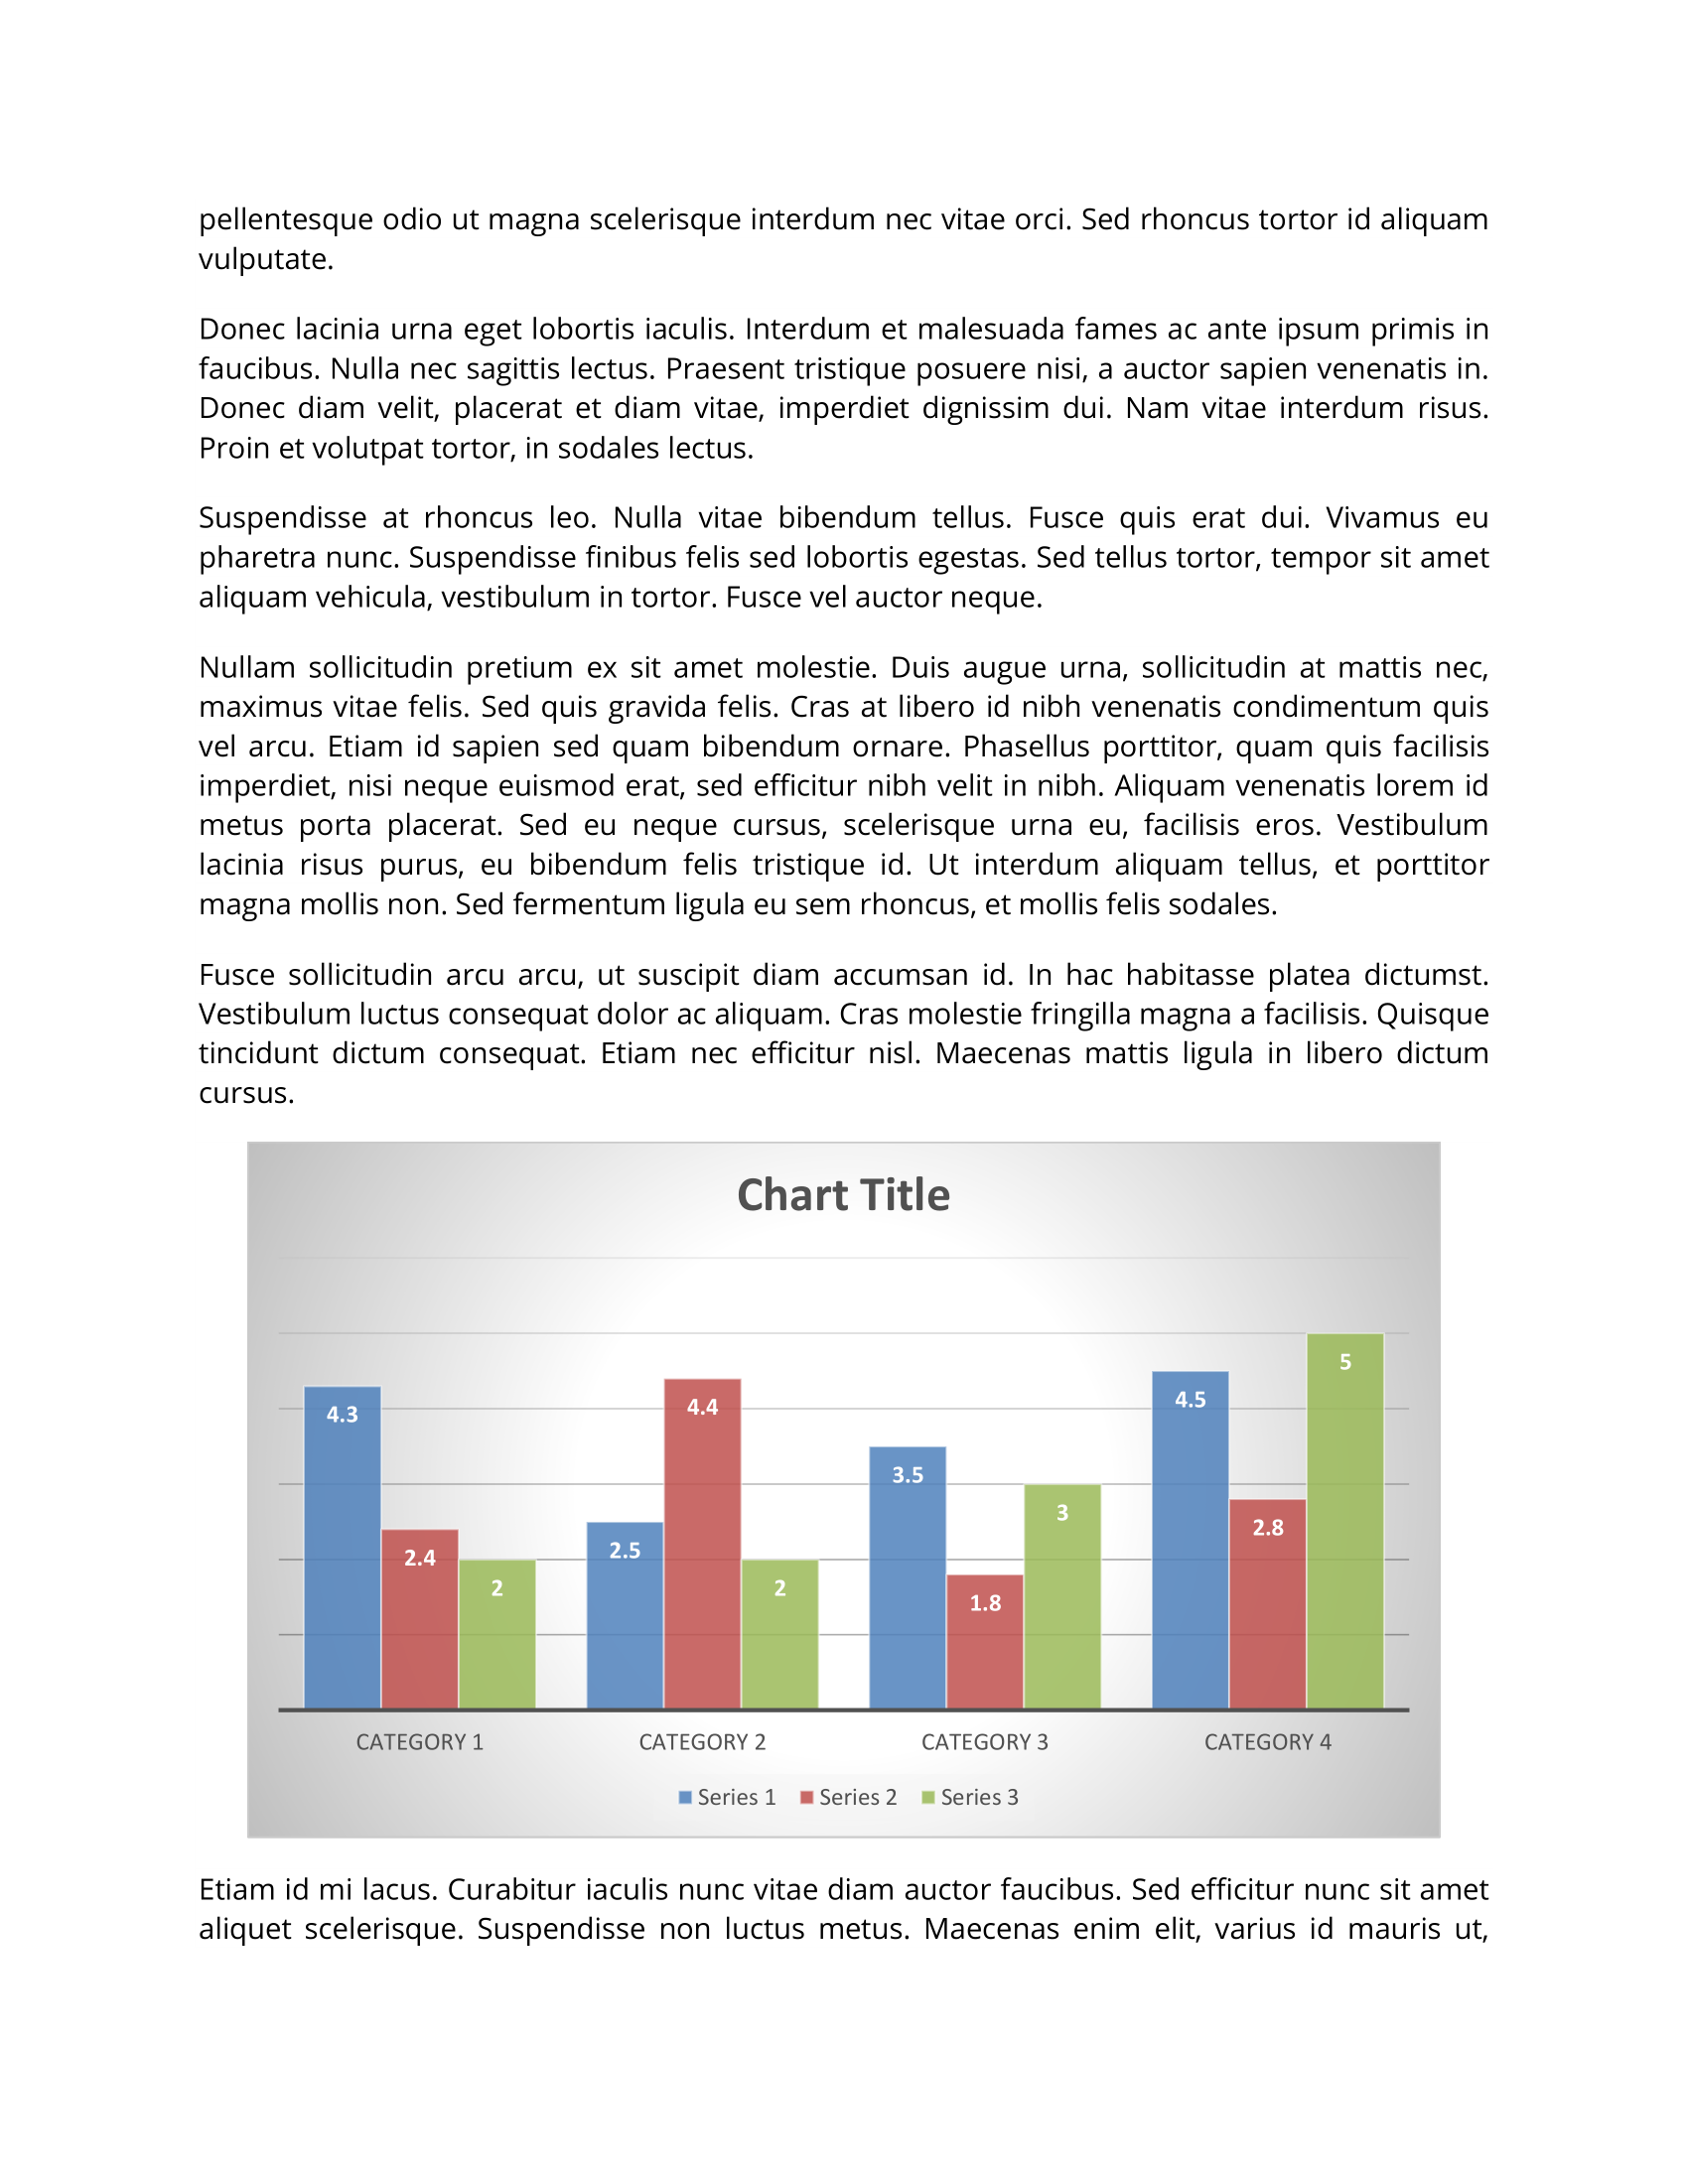 pellentesque odio ut magna scelerisque interdum nec vitae orci. Sed rhoncus tortor id aliquam
vulputate.
Donec lacinia urna eget lobortis iaculis. Interdum et malesuada fames ac ante ipsum primis in
faucibus. Nulla nec sagittis lectus. Praesent tristique posuere nisi, a auctor sapien venenatis in.
Donec diam velit, placerat et diam vitae, imperdiet dignissim dui. Nam vitae interdum risus.
Proin et volutpat tortor, in sodales lectus.
Suspendisse at rhoncus leo. Nulla vitae bibendum tellus. Fusce quis erat dui. Vivamus eu
pharetra nunc. Suspendisse finibus felis sed lobortis egestas. Sed tellus tortor, tempor sit amet
aliquam vehicula, vestibulum in tortor. Fusce vel auctor neque.
Nullam sollicitudin pretium ex sit amet molestie. Duis augue urna, sollicitudin at mattis nec,
maximus vitae felis. Sed quis gravida felis. Cras at libero id nibh venenatis condimentum quis
vel arcu. Etiam id sapien sed quam bibendum ornare. Phasellus porttitor, quam quis facilisis
imperdiet, nisi neque euismod erat, sed efficitur nibh velit in nibh. Aliquam venenatis lorem id
metus porta placerat. Sed eu neque cursus, scelerisque urna eu, facilisis eros. Vestibulum
lacinia risus purus, eu bibendum felis tristique id. Ut interdum aliquam tellus, et porttitor
magna mollis non. Sed fermentum ligula eu sem rhoncus, et mollis felis sodales.
Fusce sollicitudin arcu arcu, ut suscipit diam accumsan id. In hac habitasse platea dictumst.
Vestibulum luctus consequat dolor ac aliquam. Cras molestie fringilla magna a facilisis. Quisque
tincidunt dictum consequat. Etiam nec efficitur nisl. Maecenas mattis ligula in libero dictum
cursus.
Chart Title
4.3 2.4 2 2.5 4.4 2 3.5 1.8 3 4.5 2.8 5
CATEGORY 1 CATEGORY 2 CATEGORY 3 CATEGORY 4
Series 1 Series 2 Series 3
Etiam id mi lacus. Curabitur iaculis nunc vitae diam auctor faucibus. Sed efficitur nunc sit amet
aliquet scelerisque. Suspendisse non luctus metus. Maecenas enim elit, varius id mauris ut,